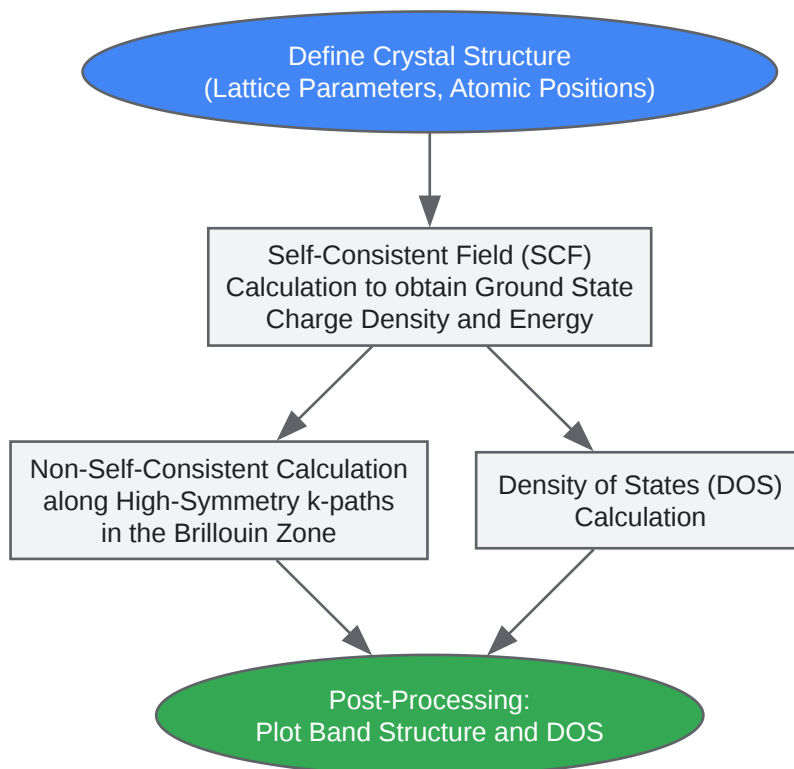 Define Crystal Structure
(Lattice Parameters, Atomic Positions)
Self-Consistent Field (SCF)
Calculation to obtain Ground State
Charge Density and Energy
Non-Self-Consistent Calculation
along High-Symmetry k-paths
in the Brillouin Zone
Density of States (DOS)
Calculation
Post-Processing:
Plot Band Structure and DOS